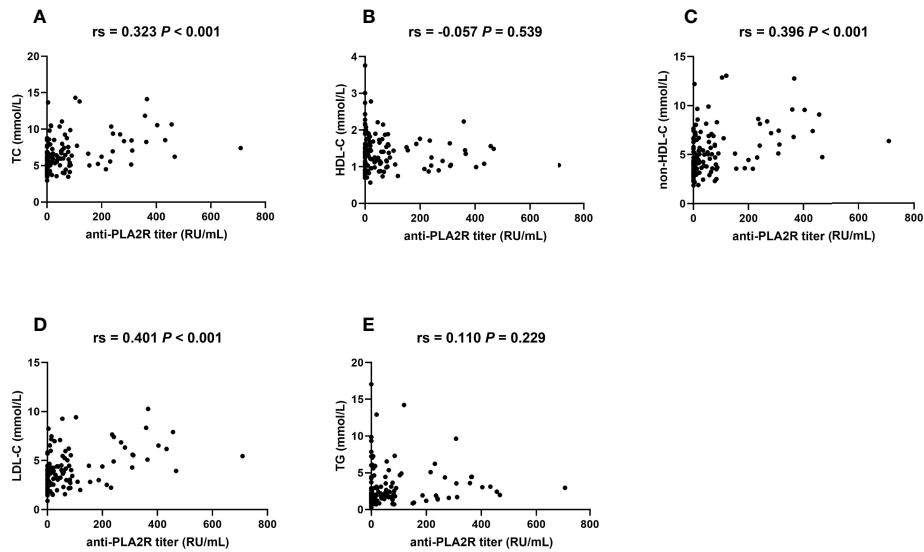 A
rs = 0.323 P < 0.001
20
15
10
5
0
TC (mmol/L)
0 200 400 600 800
anti-PLA2R titer (RU/mL)
B
rs = -0.057 P = 0.539
4
3
2
1
0
HDL-C (mmol/L)
0 200 400 600 800
anti-PLA2R titer (RU/mL)
C
rs = 0.396 P < 0.001
15
10
5
0
non-HDL-C (mmol/L)
0 200 400 600 800
anti-PLA2R titer (RU/mL)
D
rs = 0.401 P < 0.001
15
10
5
0
LDL-C (mmol/L)
0 200 400 600 800
anti-PLA2R titer (RU/mL)
E
rs = 0.110 P = 0.229
20
15
10
5
0
TG (mmol/L)
0 200 400 600 800
anti-PLA2R titer (RU/mL)